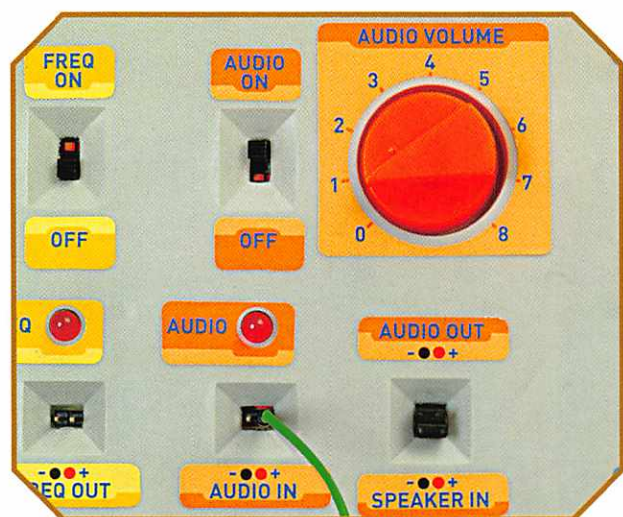 FREQ
ON
AUDIO
ON
AUDIO VOLUME
0
1
2
3
4
5
6
7
8
OFF
OFF
Q
AUDIO
AUDIO OUT
- +
- +
REQ OUT
- +
AUDIO IN
- +
SPEAKER IN